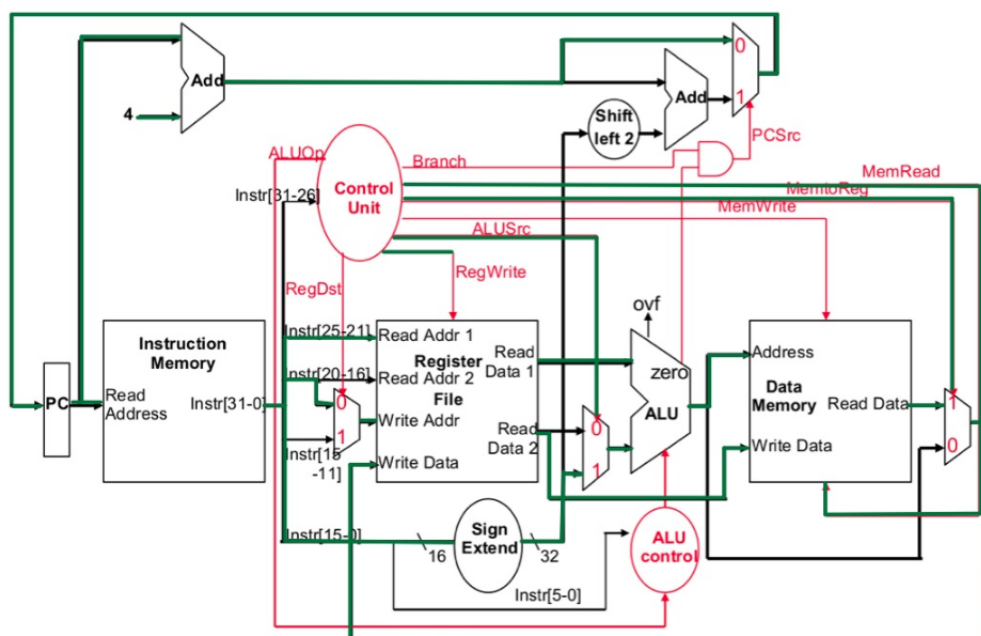 Add
4
Add
0
1
Shift
left 2
PCSrc
ALUOp
Branch
MemRead
MemtoReg
MemWrite
Instr[31-26]
Control
Unit
ALUSrc
RegWrite
RegDst
ovf
Instruction
Memory
PC
Read
Address
Instr[31-0]
Instr[25-21]
Instr[20-16]
0
1
Instr[15
-11]
Read Addr 1
Register
Read Addr 2
File
Write Addr
Write Data
Read
Data 1
Read
Data 2
0
1
zero
ALU
Address
Data
Memory
Read Data
Write Data
1
0
Instr[15-0]
16
Sign
Extend
32
ALU
control
Instr[5-0]